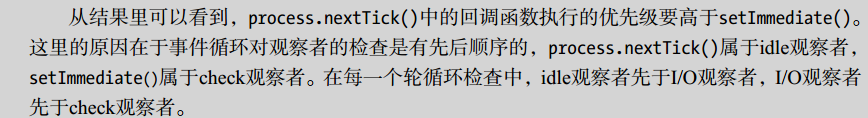 从结果里可以看到，process.nextTick()中的回调函数执行的优先级要高于setImmediate()。
这里的原因在于事件循环对观察者的检查是有先后顺序的，process.nextTick()属于idle观察者，
setImmediate()属于check观察者。在每一个轮循环检查中，idle观察者先于I/O观察者，I/O观察者
先于check观察者。